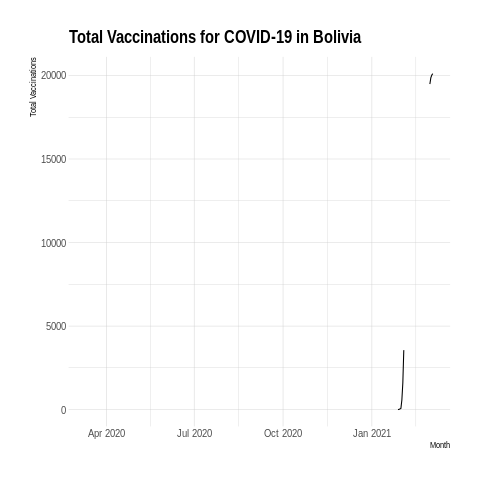 Total Vaccinations for COVID-19 in Bolivia
Total Vaccinations
20000
15000
10000
5000
0
Apr 2020 Jul 2020 Oct 2020 Jan 2021
Month